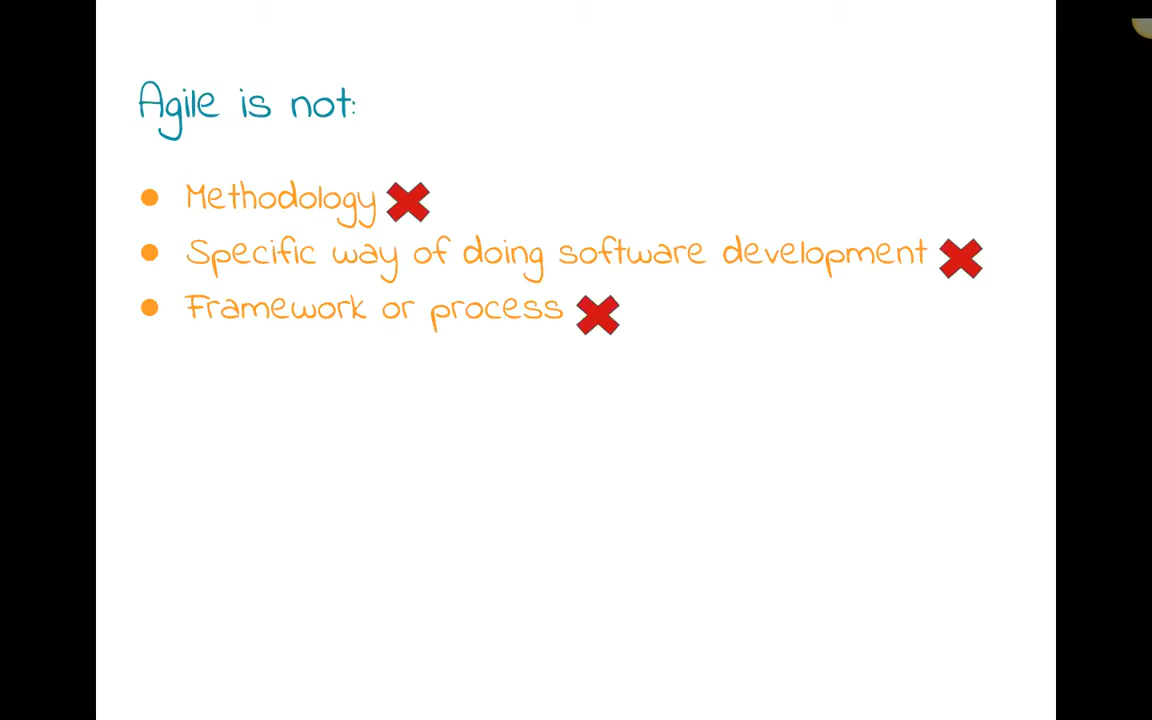 Agile is not:
● Methodology ❌
● Specific way of doing software development ❌
● Framework or process ❌